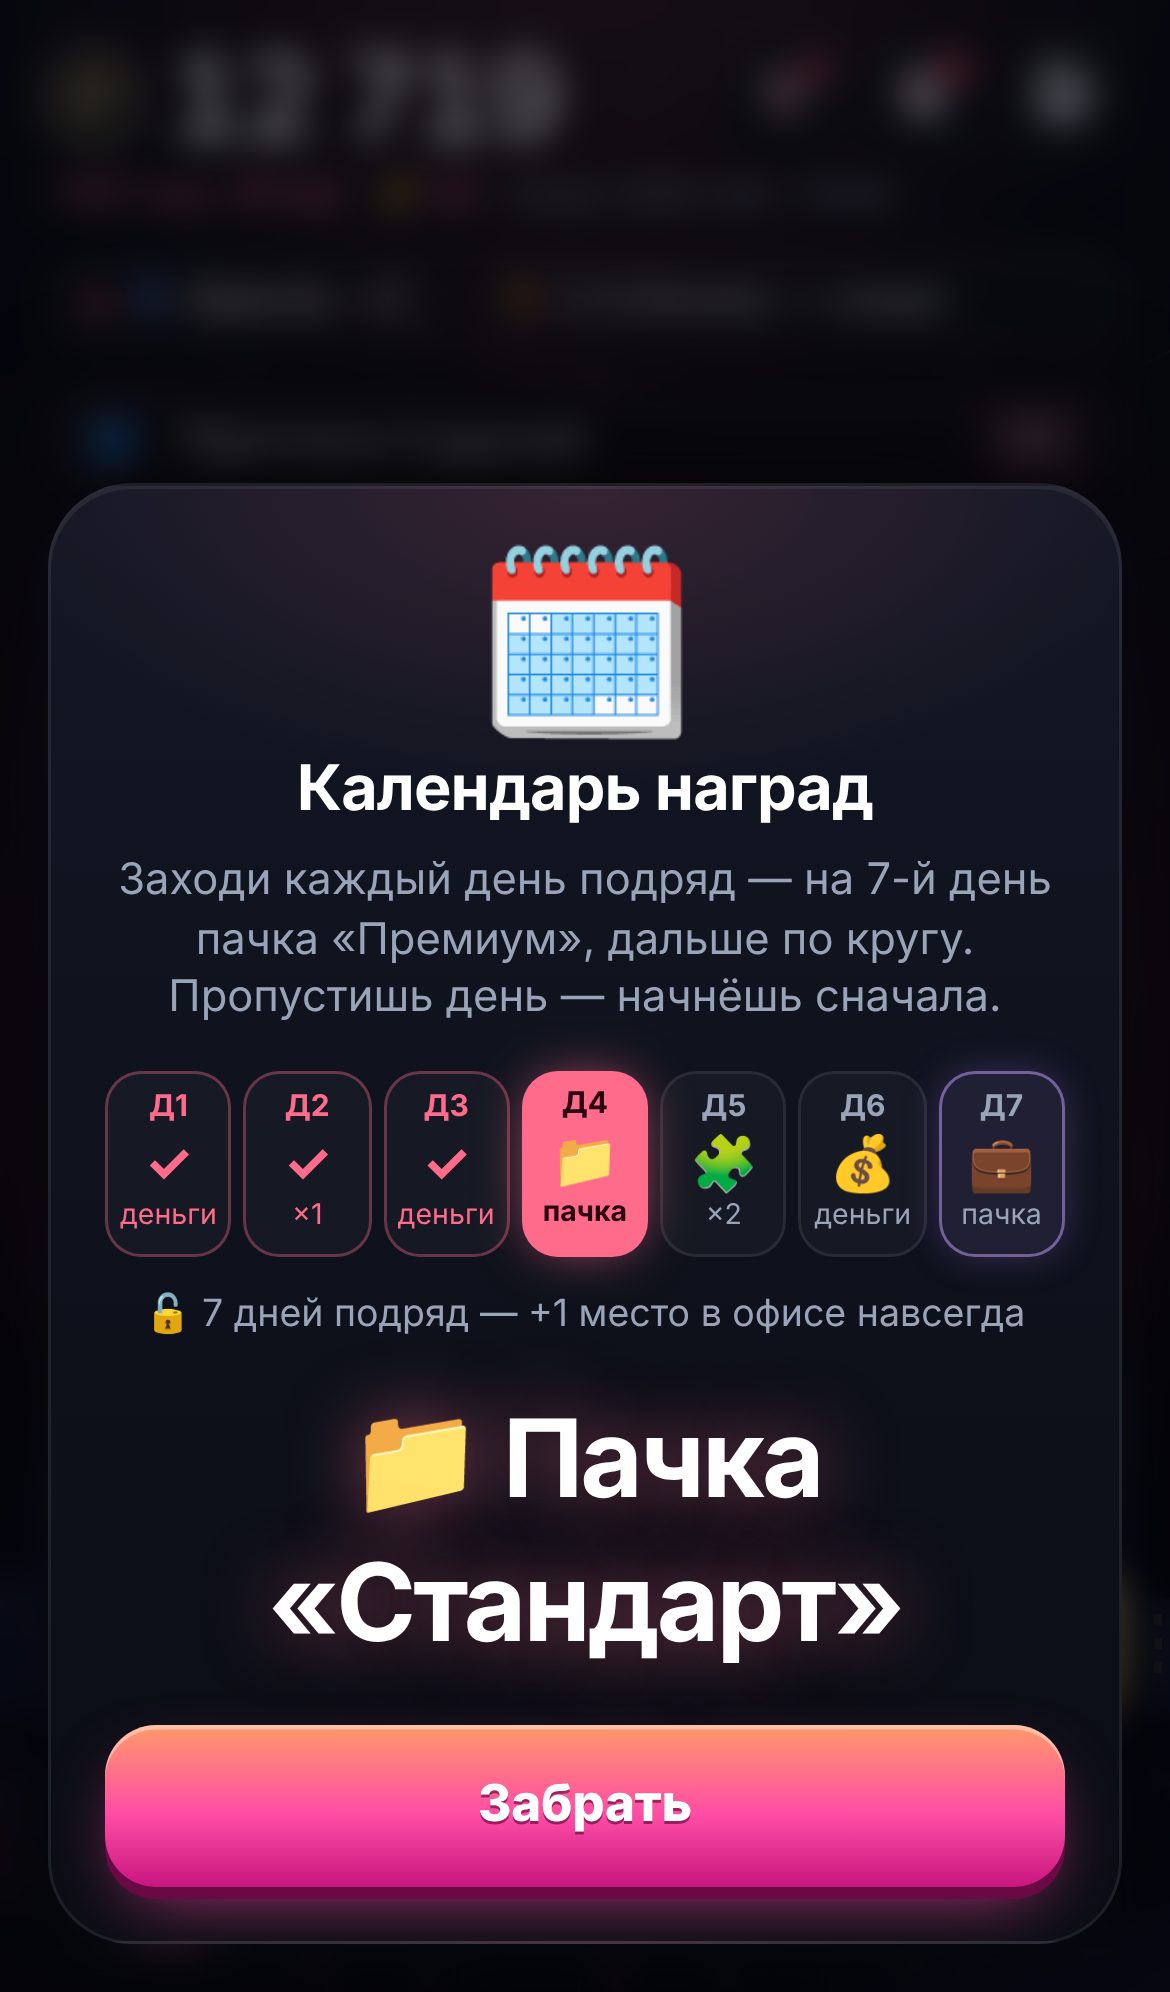 12 719
Календарь наград
Заходи каждый день подряд — на 7-й день
пачка «Премиум», дальше по кругу.
Пропустишь день — начнёшь сначала.
Д1 Д2 Д3 Д4 Д5 Д6 Д7
деньги ×1 деньги пачка ×2 деньги пачка
7 дней подряд — +1 место в офисе навсегда
Пачка
«Стандарт»
Забрать